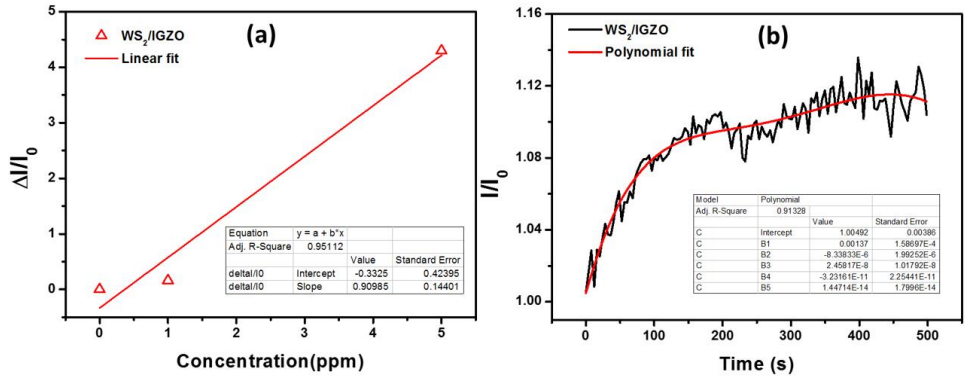 (a)
WS2/IGZO
Linear fit
ΔI/I0
5
4
3
2
1
0
Equation y = a + b*x
Adj. R-Square 0.95112
Value Standard Error
deltaI/I0 Intercept -0.3325 0.42395
deltaI/I0 Slope 0.90985 0.14401
0 1 2 3 4 5
Concentration(ppm)
(b)
WS2/IGZO
Polynomial fit
I/I0
1.16
1.12
1.08
1.04
1.00
Model Polynomial
Adj. R-Square 0.91328
Value Standard Error
C Intercept 1.00492 0.00386
C B1 0.00137 1.58697E-4
C B2 -8.33833E-6 1.99252E-6
C B3 2.45817E-8 1.01792E-8
C B4 -3.23161E-11 2.25441E-11
C B5 1.44714E-14 1.7996E-14
0 100 200 300 400 500
Time (s)